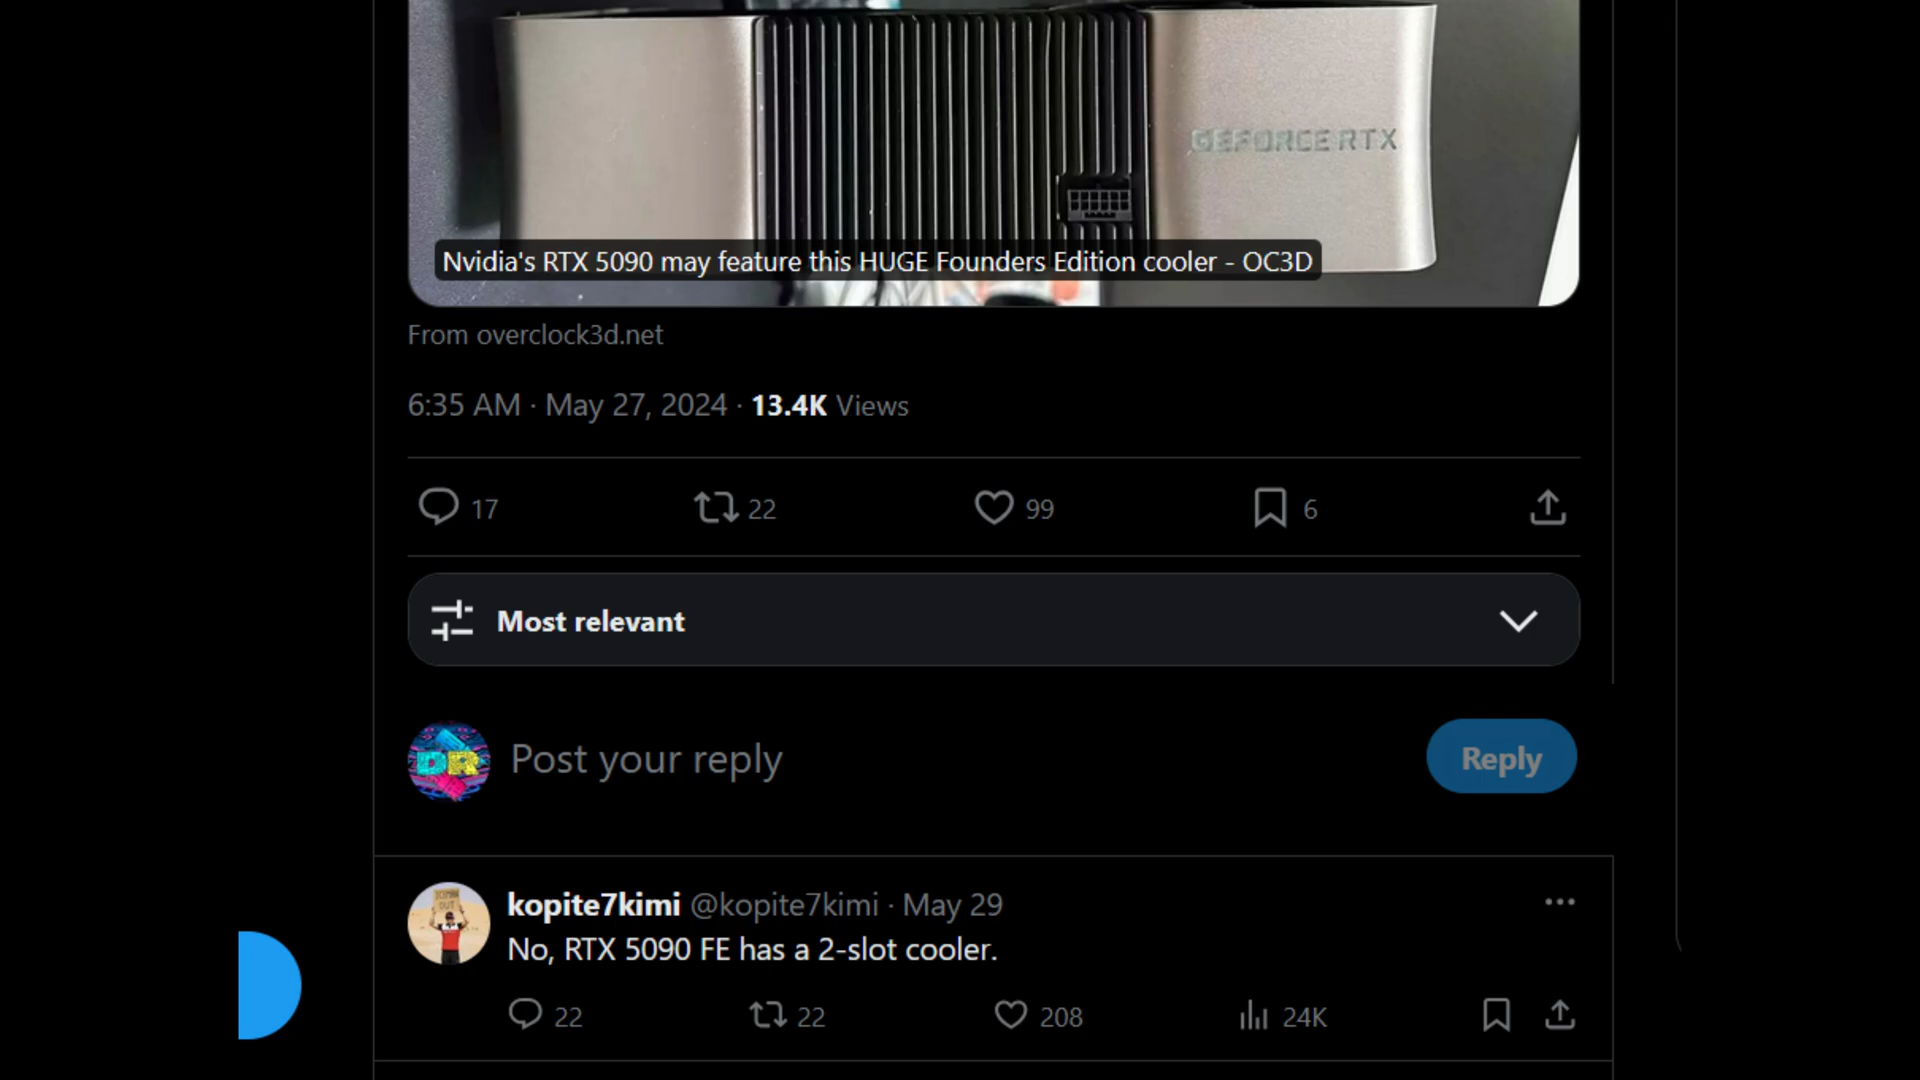 GEFORCE RTX
Nvidia's RTX 5090 may feature this HUGE Founders Edition cooler - OC3D
From overclock3d.net
6:35 AM · May 27, 2024 · 13.4K Views
17 22 99 6
Most relevant
DR
Post your reply
Reply
kopite7kimi @kopite7kimi · May 29
No, RTX 5090 FE has a 2-slot cooler.
22 22 208 24K